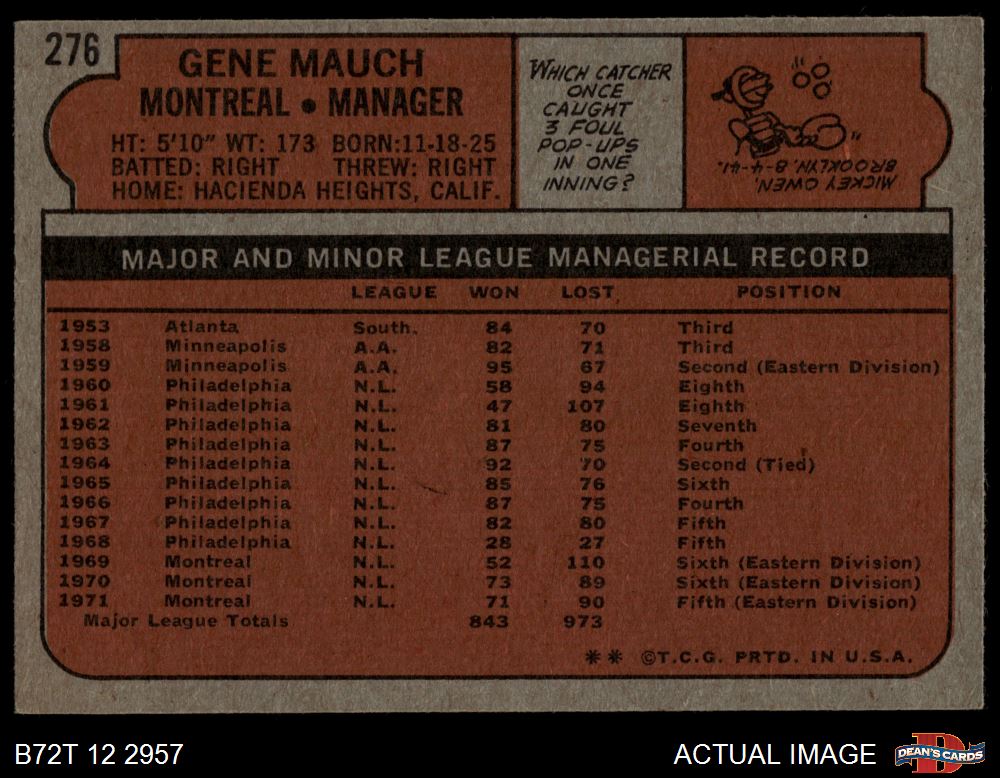 276
GENE MAUCH
MONTREAL • MANAGER
HT: 5'10" WT: 173 BORN:11-18-25
BATTED: RIGHT THREW: RIGHT
HOME: HACIENDA HEIGHTS, CALIF.
WHICH CATCHER
ONCE
CAUGHT
3 FOUL
POP-UPS
IN ONE
INNING?
MICKEY OWEN,
BROOKLYN. 8-4-41.
MAJOR AND MINOR LEAGUE MANAGERIAL RECORD
LEAGUE WON LOST POSITION
1953 Atlanta South. 84 70 Third
1958 Minneapolis A.A. 82 71 Third
1959 Minneapolis A.A. 95 67 Second (Eastern Division)
1960 Philadelphia N.L. 58 94 Eighth
1961 Philadelphia N.L. 47 107 Eighth
1962 Philadelphia N.L. 81 80 Seventh
1963 Philadelphia N.L. 87 75 Fourth
1964 Philadelphia N.L. 92 70 Second (Tied)
1965 Philadelphia N.L. 85 76 Sixth
1966 Philadelphia N.L. 87 75 Fourth
1967 Philadelphia N.L. 82 80 Fifth
1968 Philadelphia N.L. 28 27 Fifth
1969 Montreal N.L. 52 110 Sixth (Eastern Division)
1970 Montreal N.L. 73 89 Sixth (Eastern Division)
1971 Montreal N.L. 71 90 Fifth (Eastern Division)
Major League Totals 843 973
** ©T.C.G. PRTD. IN U.S.A.
B72T 12 2957
ACTUAL IMAGE
DEAN'S CARDS